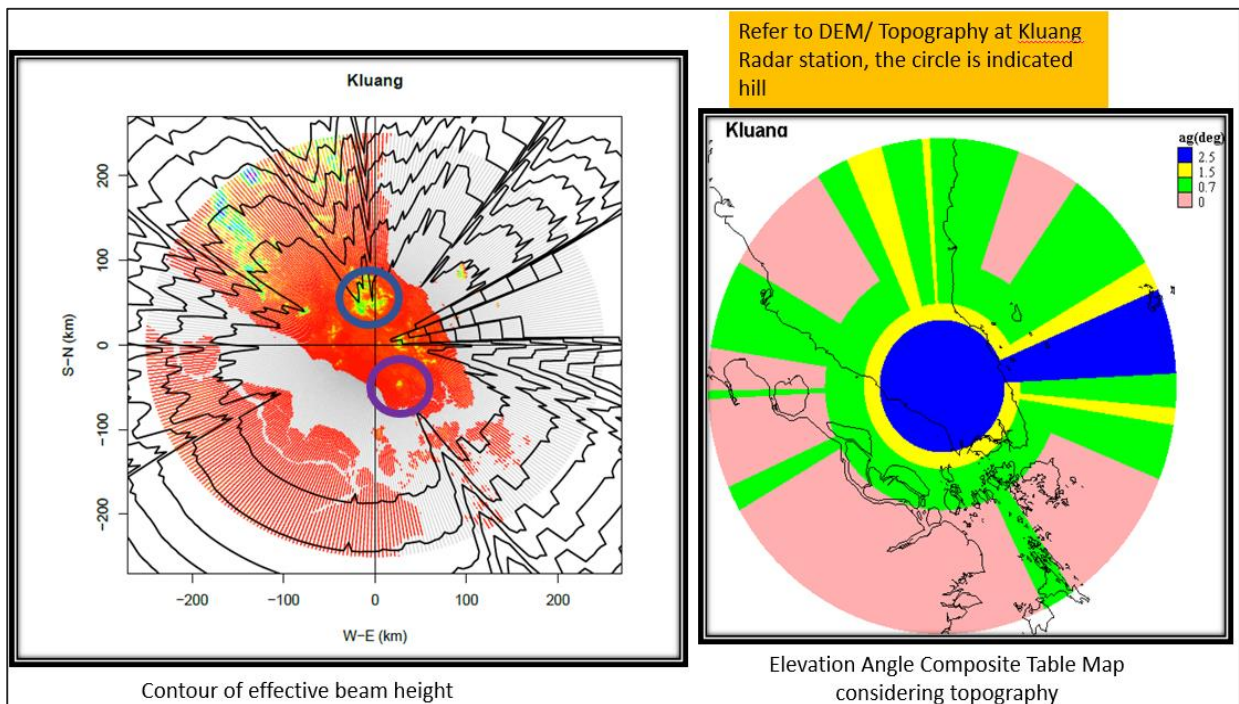 Refer to DEM/ Topography at Kluang
Radar station, the circle is indicated
hill
Kluang
200
100
0
−100
−200
S−N (km)
−200
−100
0
100
200
W−E (km)
Contour of effective beam height
Kluang
ag(deg)
2.5
1.5
0.7
0
Elevation Angle Composite Table Map
considering topography